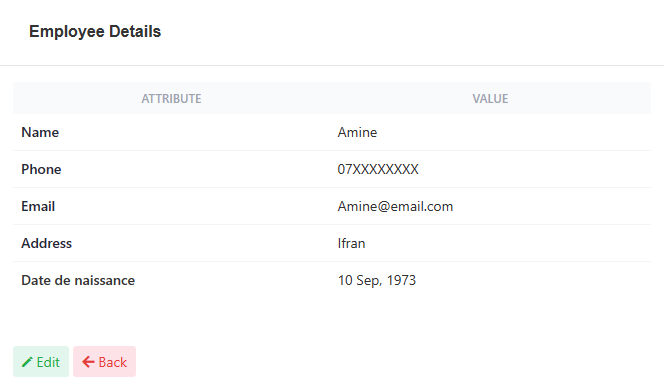 Employee Details
ATTRIBUTE VALUE
Name Amine
Phone 07XXXXXXXX
Email Amine@email.com
Address Ifran
Date de naissance 10 Sep, 1973
Edit Back